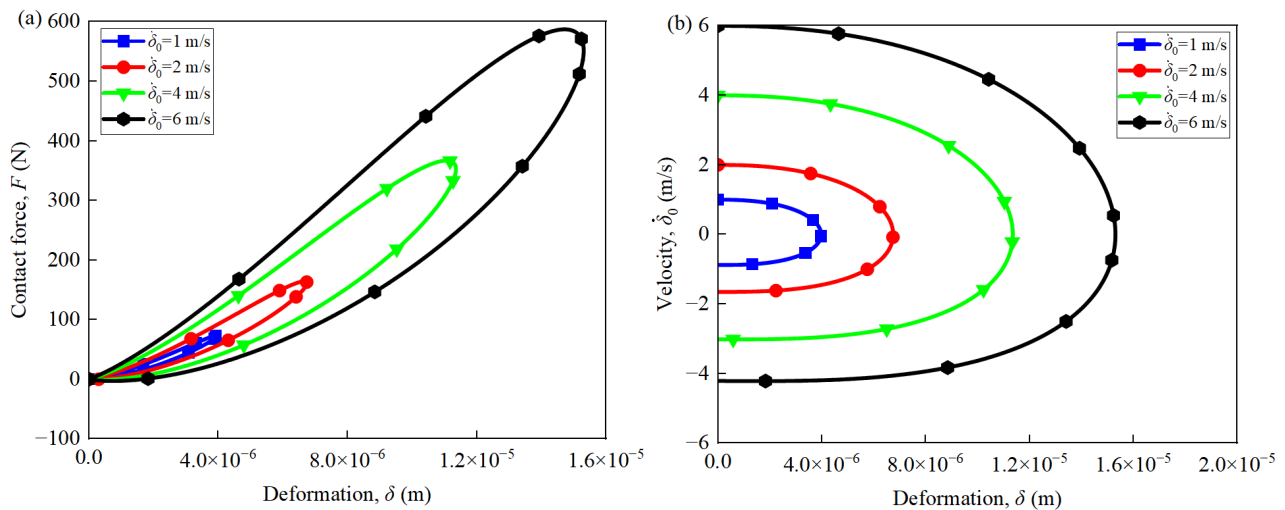 (a)
600
500
400
300
200
100
0
−100
Contact force, F (N)
δ̇₀=1 m/s
δ̇₀=2 m/s
δ̇₀=4 m/s
δ̇₀=6 m/s
0.0 4.0×10⁻⁶ 8.0×10⁻⁶ 1.2×10⁻⁵ 1.6×10⁻⁵
Deformation, δ (m)
(b)
6
4
2
0
−2
−4
−6
Velocity, δ̇₀ (m/s)
δ̇₀=1 m/s
δ̇₀=2 m/s
δ̇₀=4 m/s
δ̇₀=6 m/s
0.0 4.0×10⁻⁶ 8.0×10⁻⁶ 1.2×10⁻⁵ 1.6×10⁻⁵ 2.0×10⁻⁵
Deformation, δ (m)